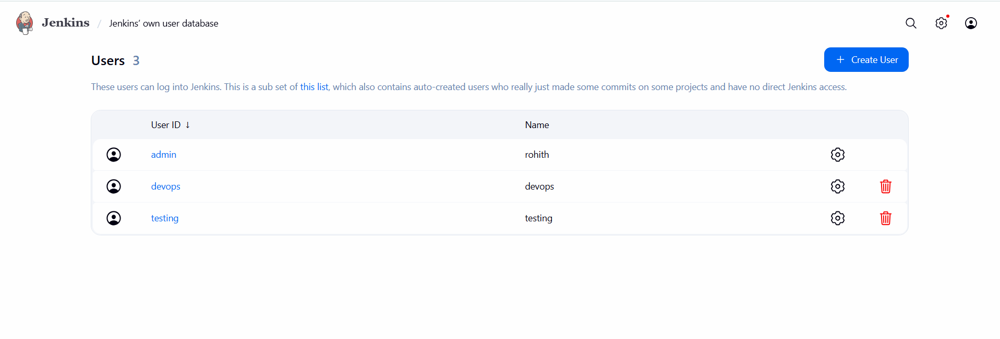 Jenkins / Jenkins’ own user database
Users 3
+ Create User
These users can log into Jenkins. This is a sub set of this list, which also contains auto-created users who really just made some commits on some projects and have no direct Jenkins access.
User ID ↓ Name
admin rohith
devops devops
testing testing